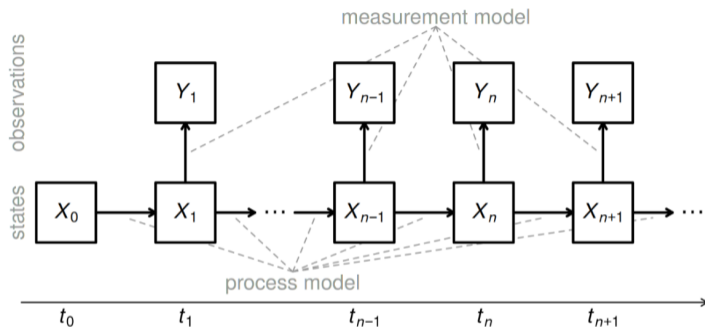 measurement model
observations
Y₁ Yₙ₋₁ Yₙ Yₙ₊₁
states
X₀ X₁ ··· Xₙ₋₁ Xₙ Xₙ₊₁ ···
process model
t₀ t₁ tₙ₋₁ tₙ tₙ₊₁